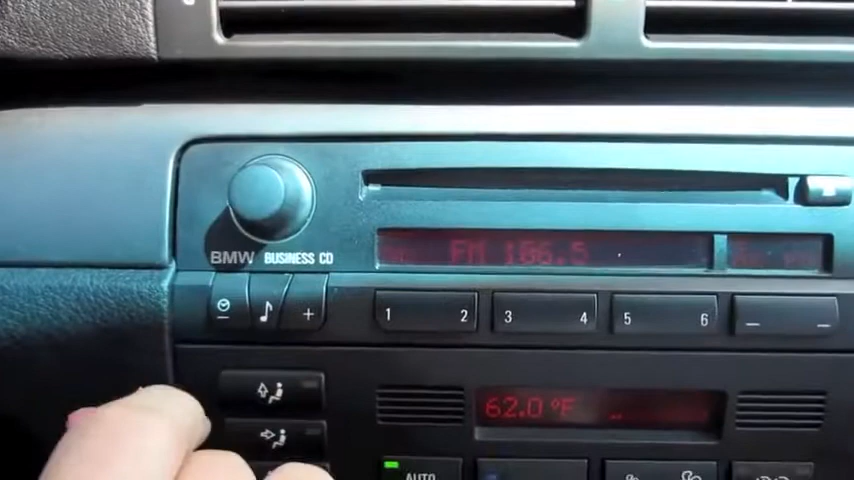 BMW BUSINESS CD
FM 106.5
1 2 3 4 5 6
62.0 °F
AUTO